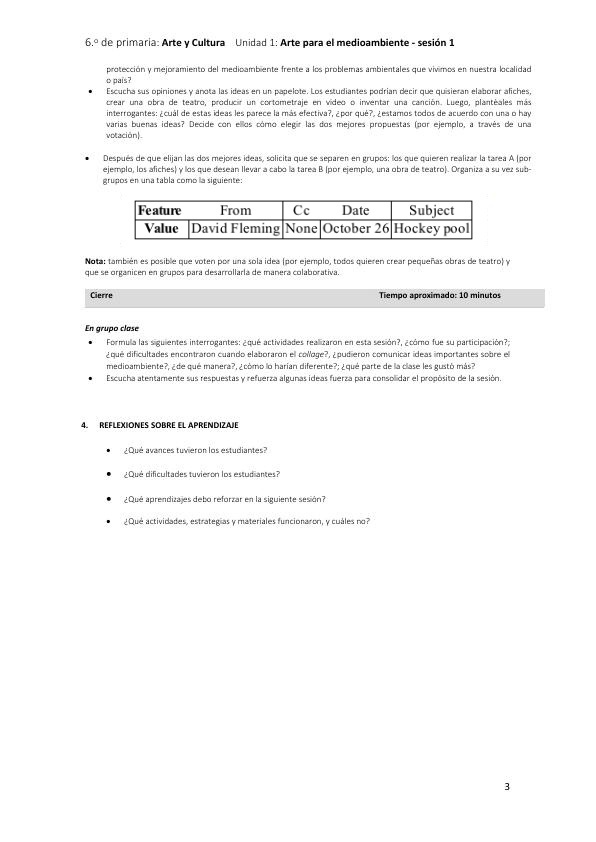 6.º de primaria: Arte y Cultura Unidad 1: Arte para el medioambiente - sesión 1
protección y mejoramiento del medioambiente frente a los problemas ambientales que vivimos en nuestra localidad
o país?
• Escucha sus opiniones y anota las ideas en un papelote. Los estudiantes podrían decir que quisieran elaborar afiches,
crear una obra de teatro, producir un cortometraje en video o inventar una canción. Luego, plantéales más
interrogantes: ¿cuál de estas ideas les parece la más efectiva?, ¿por qué?, ¿estamos todos de acuerdo con una o hay
varias buenas ideas? Decide con ellos cómo elegir las dos mejores propuestas (por ejemplo, a través de una
votación).
• Después de que elijan las dos mejores ideas, solicita que se separen en grupos: los que quieren realizar la tarea A (por
ejemplo, los afiches) y los que desean llevar a cabo la tarea B (por ejemplo, una obra de teatro). Organiza a su vez sub-
grupos en una tabla como la siguiente:
Feature From Cc Date Subject
Value David Fleming None October 26 Hockey pool
Nota: también es posible que voten por una sola idea (por ejemplo, todos quieren crear pequeñas obras de teatro) y
que se organicen en grupos para desarrollarla de manera colaborativa.
Cierre Tiempo aproximado: 10 minutos
En grupo clase
• Formula las siguientes interrogantes: ¿qué actividades realizaron en esta sesión?, ¿cómo fue su participación?;
¿qué dificultades encontraron cuando elaboraron el collage?, ¿pudieron comunicar ideas importantes sobre el
medioambiente?, ¿de qué manera?, ¿cómo lo harían diferente?; ¿qué parte de la clase les gustó más?
• Escucha atentamente sus respuestas y refuerza algunas ideas fuerza para consolidar el propósito de la sesión.
4. REFLEXIONES SOBRE EL APRENDIZAJE
• ¿Qué avances tuvieron los estudiantes?
• ¿Qué dificultades tuvieron los estudiantes?
• ¿Qué aprendizajes debo reforzar en la siguiente sesión?
• ¿Qué actividades, estrategias y materiales funcionaron, y cuáles no?
3